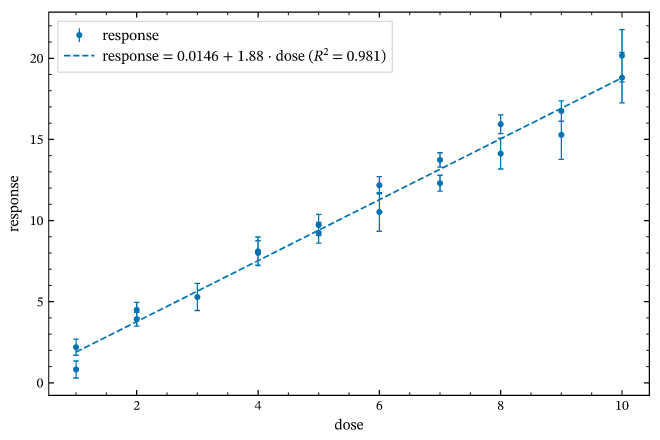 response
response = 0.0146 + 1.88 · dose (R² = 0.981)
20
15
10
5
0
response
2
4
6
8
10
dose